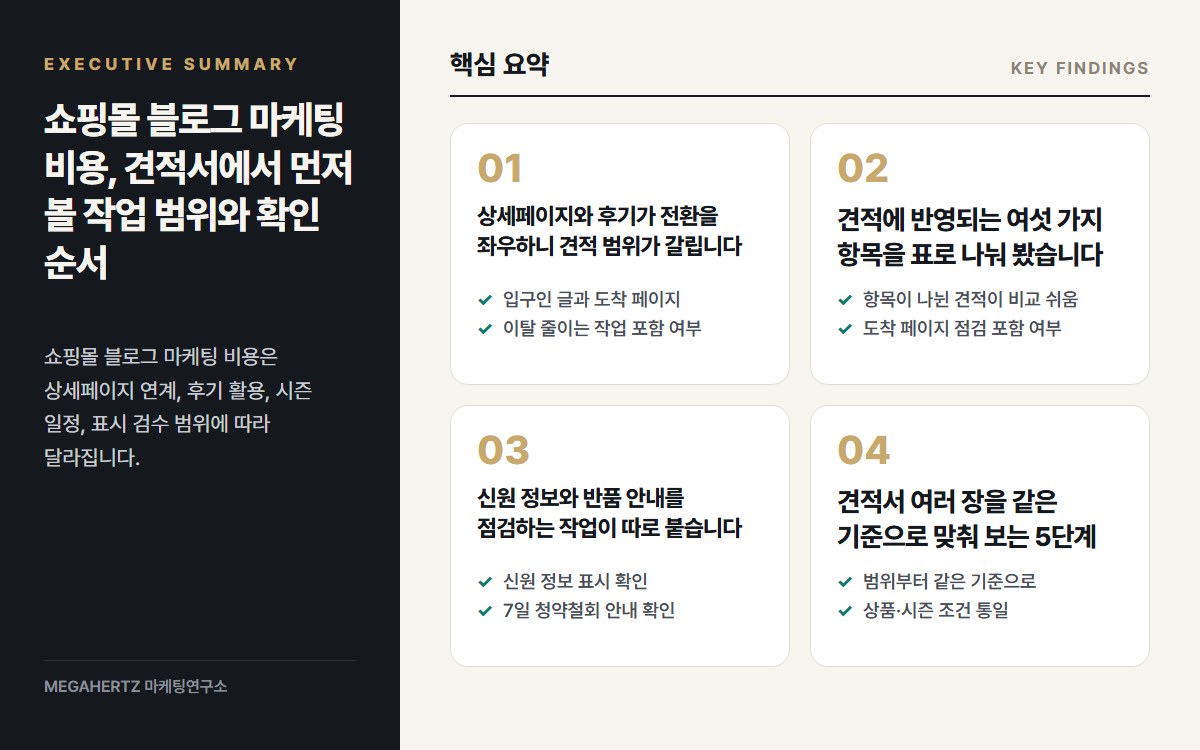 EXECUTIVE SUMMARY
쇼핑몰 블로그 마케팅
비용, 견적서에서 먼저
볼 작업 범위와 확인
순서
쇼핑몰 블로그 마케팅 비용은
상세페이지 연계, 후기 활용, 시즌
일정, 표시 검수 범위에 따라
달라집니다.
MEGAHERTZ 마케팅연구소
핵심 요약
KEY FINDINGS
01
상세페이지와 후기가 전환을
좌우하니 견적 범위가 갈립니다
✓ 입구인 글과 도착 페이지
✓ 이탈 줄이는 작업 포함 여부
02
견적에 반영되는 여섯 가지
항목을 표로 나눠 봤습니다
✓ 항목이 나뉜 견적이 비교 쉬움
✓ 도착 페이지 점검 포함 여부
03
신원 정보와 반품 안내를
점검하는 작업이 따로 붙습니다
✓ 신원 정보 표시 확인
✓ 7일 청약철회 안내 확인
04
견적서 여러 장을 같은
기준으로 맞춰 보는 5단계
✓ 범위부터 같은 기준으로
✓ 상품·시즌 조건 통일